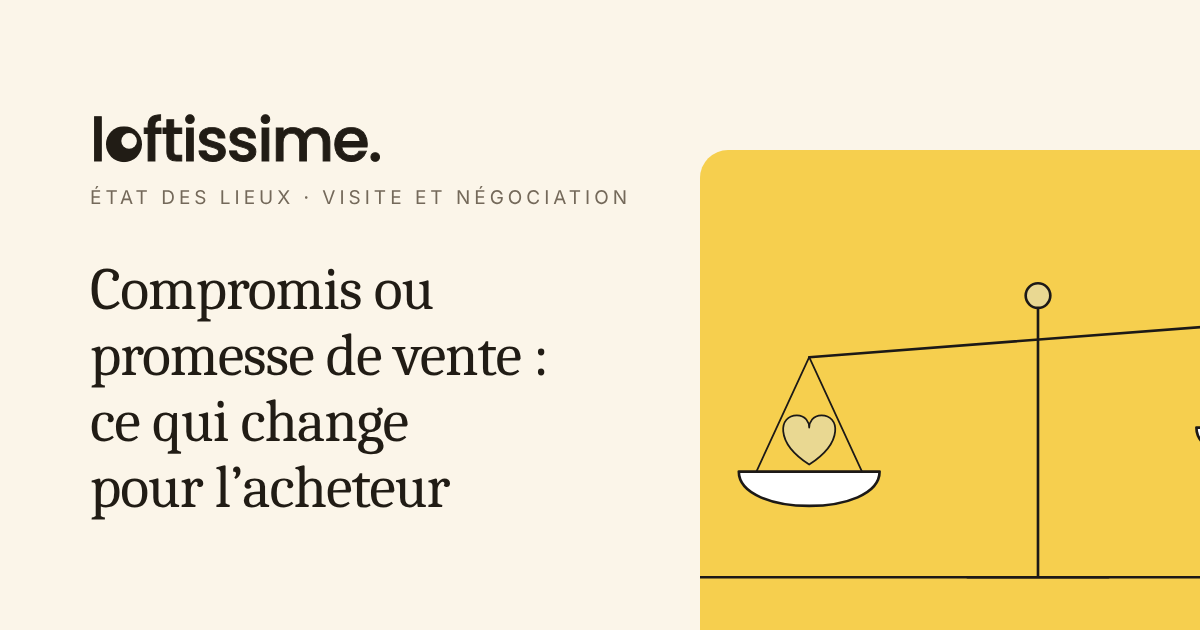 loftissime.
ÉTAT DES LIEUX · VISITE ET NÉGOCIATION
Compromis ou
promesse de vente :
ce qui change
pour l’acheteur